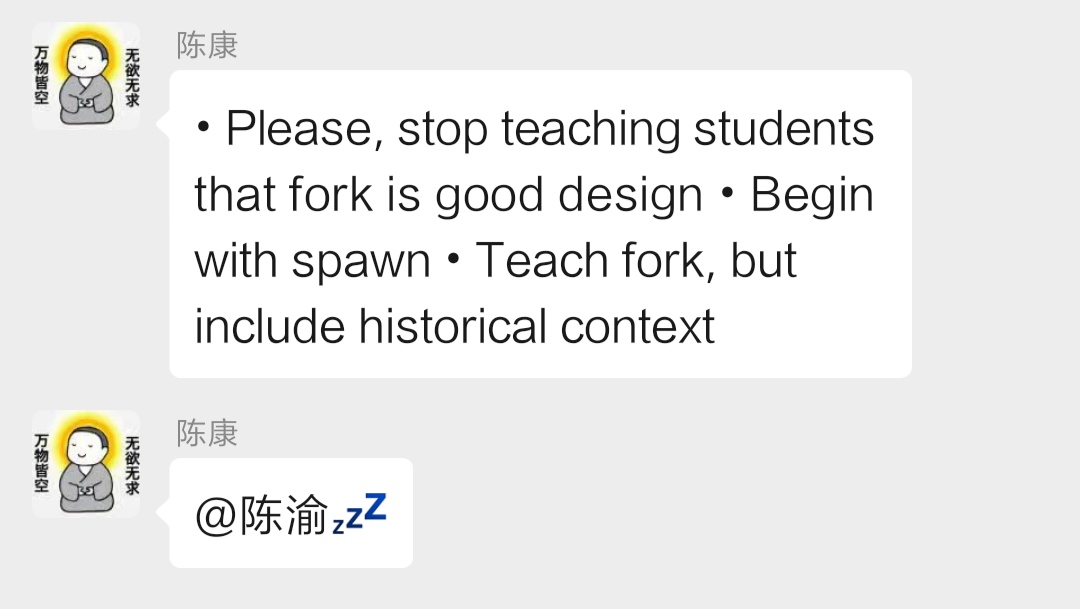 陈康
万物皆空
无欲无求
• Please, stop teaching students
that fork is good design • Begin
with spawn • Teach fork, but
include historical context
陈康
万物皆空
无欲无求
@陈渝💤